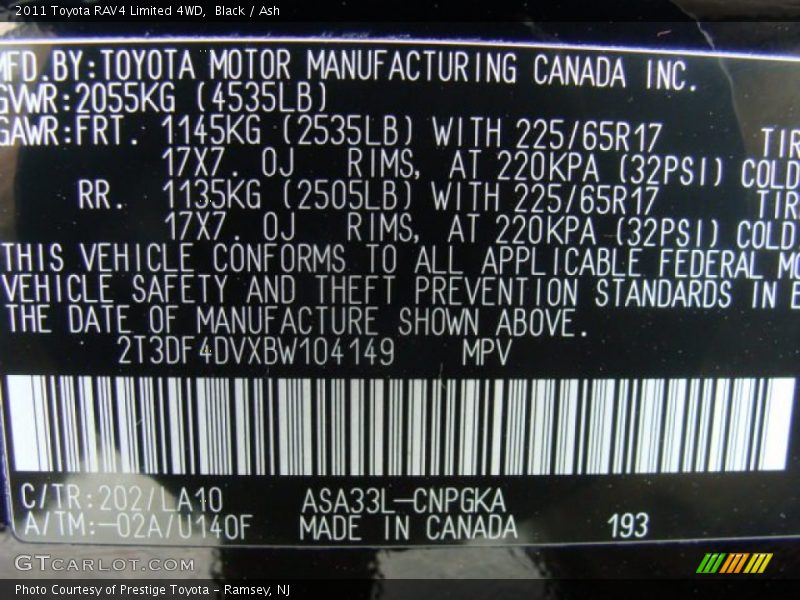 2011 Toyota RAV4 Limited 4WD, Black / Ash
MFD.BY:TOYOTA MOTOR MANUFACTURING CANADA INC.
GVWR:2055KG (4535LB)
GAWR:FRT. 1145KG (2535LB) WITH 225/65R17 TIR
17X7. 0J RIMS, AT 220KPA (32PSI) COLD
RR. 1135KG (2505LB) WITH 225/65R17 TIR
17X7. 0J RIMS, AT 220KPA (32PSI) COLD
THIS VEHICLE CONFORMS TO ALL APPLICABLE FEDERAL MO
VEHICLE SAFETY AND THEFT PREVENTION STANDARDS IN E
THE DATE OF MANUFACTURE SHOWN ABOVE.
2T3DF4DVXBW104149 MPV
C/TR:202/LA10 ASA33L-CNPGKA
A/TM:-02A/U140F MADE IN CANADA 193
GTCARLOT.COM
Photo Courtesy of Prestige Toyota - Ramsey, NJ